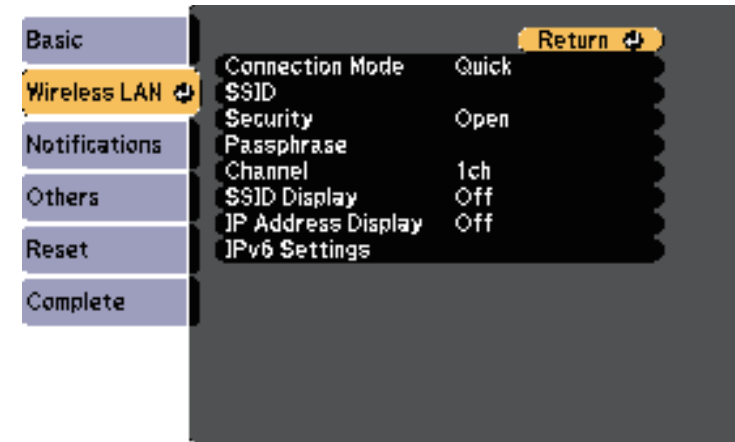 Basic
Wireless LAN
Notifications
Others
Reset
Complete
Return
Connection Mode Quick
SSID
Security Open
Passphrase
Channel 1ch
SSID Display Off
IP Address Display Off
IPv6 Settings